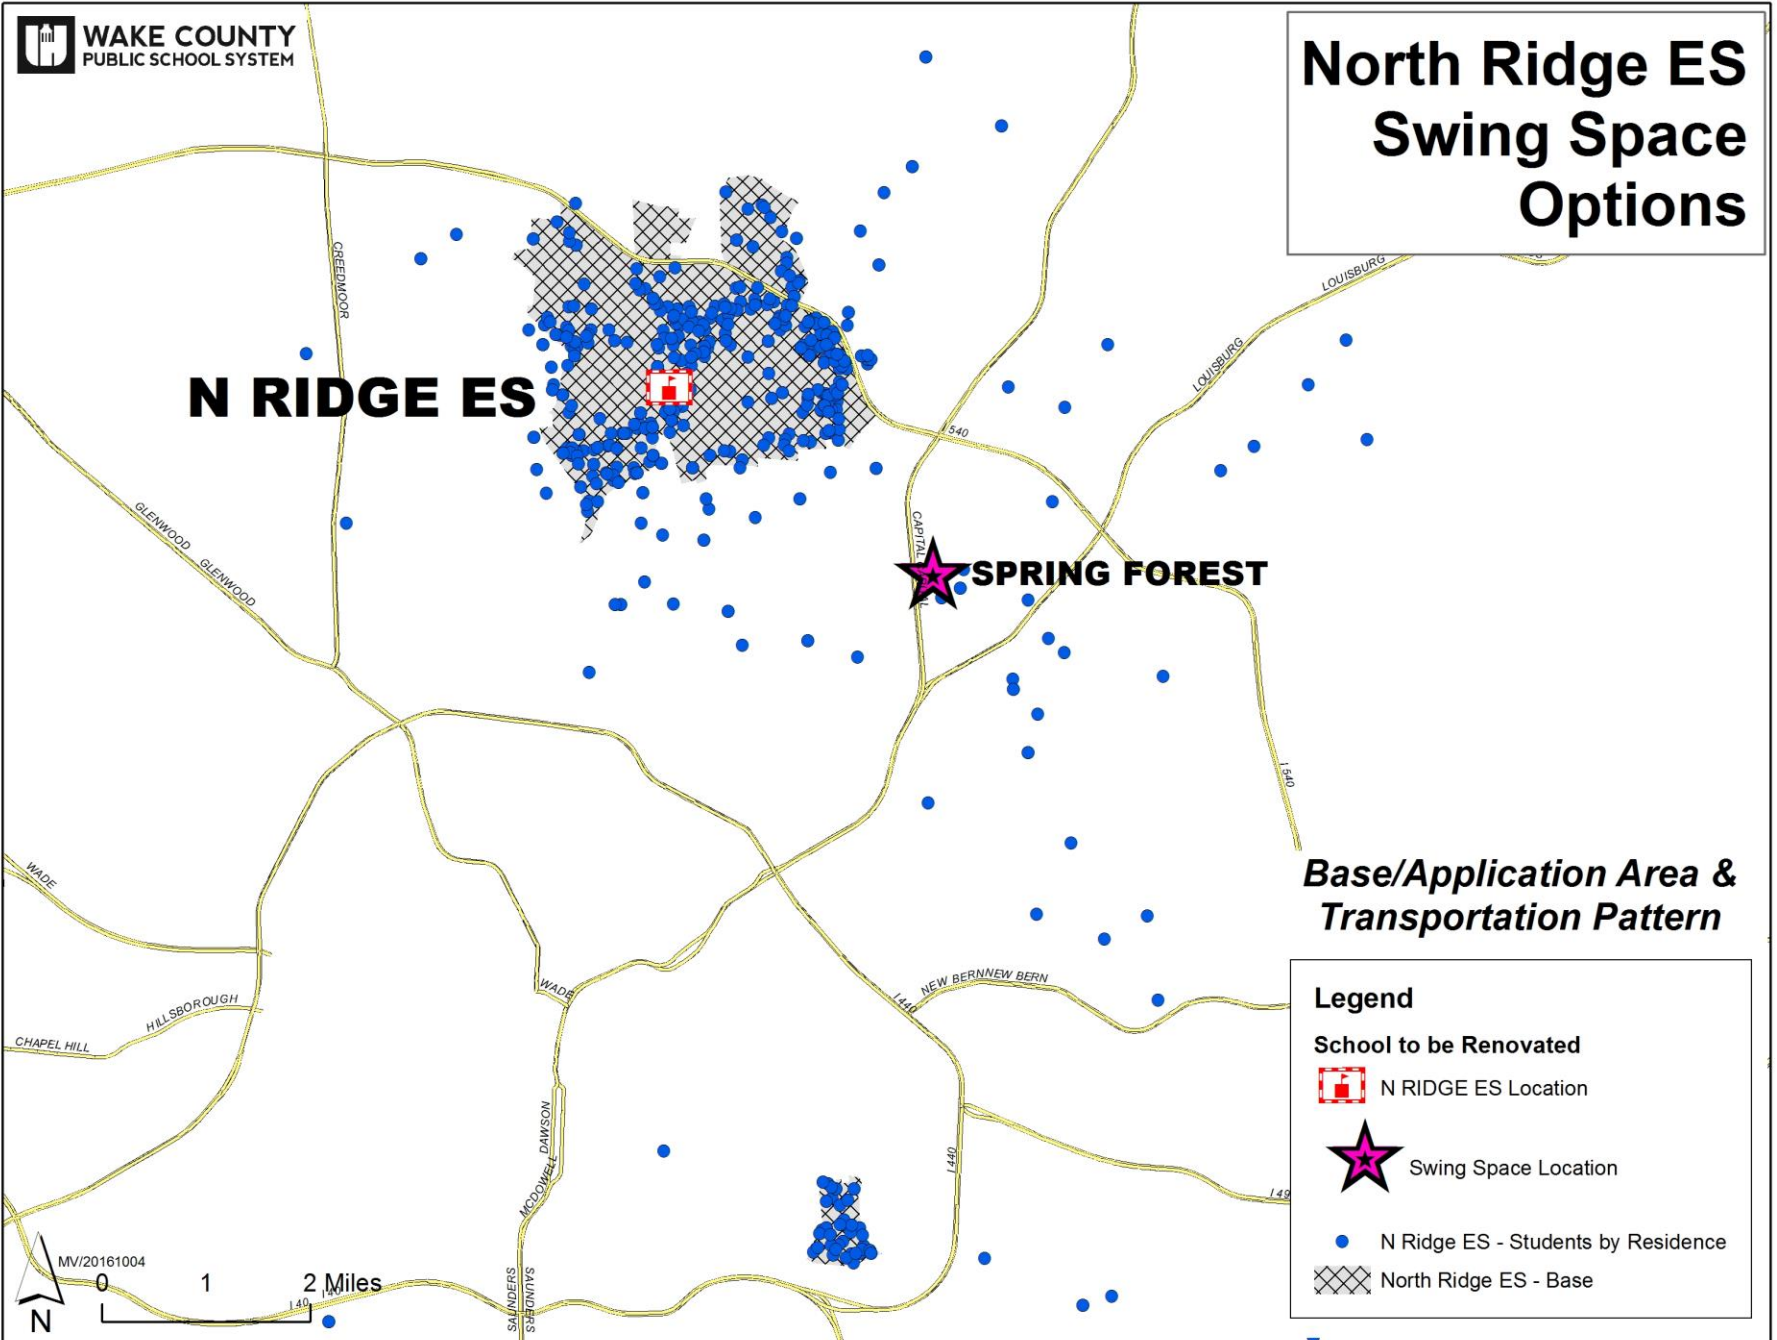 WAKE COUNTY
PUBLIC SCHOOL SYSTEM
North Ridge ES
Swing Space
Options
CREEDMOOR
LOUISBURG
LOUISBURG
N RIDGE ES
I 540
GLENWOOD
GLENWOOD
CAPITAL
SPRING FOREST
I 540
WADE
Base/Application Area &
Transportation Pattern
WADE
NEW BERN NEW BERN
I 440
HILLSBOROUGH
CHAPEL HILL
DAWSON
MCDOWELL
I 440
I 49
Legend
School to be Renovated
N RIDGE ES Location
Swing Space Location
N Ridge ES - Students by Residence
North Ridge ES - Base
MV/20161004
0 1 2 Miles
I 40
I 40
SAUNDERS
SAUNDERS
N